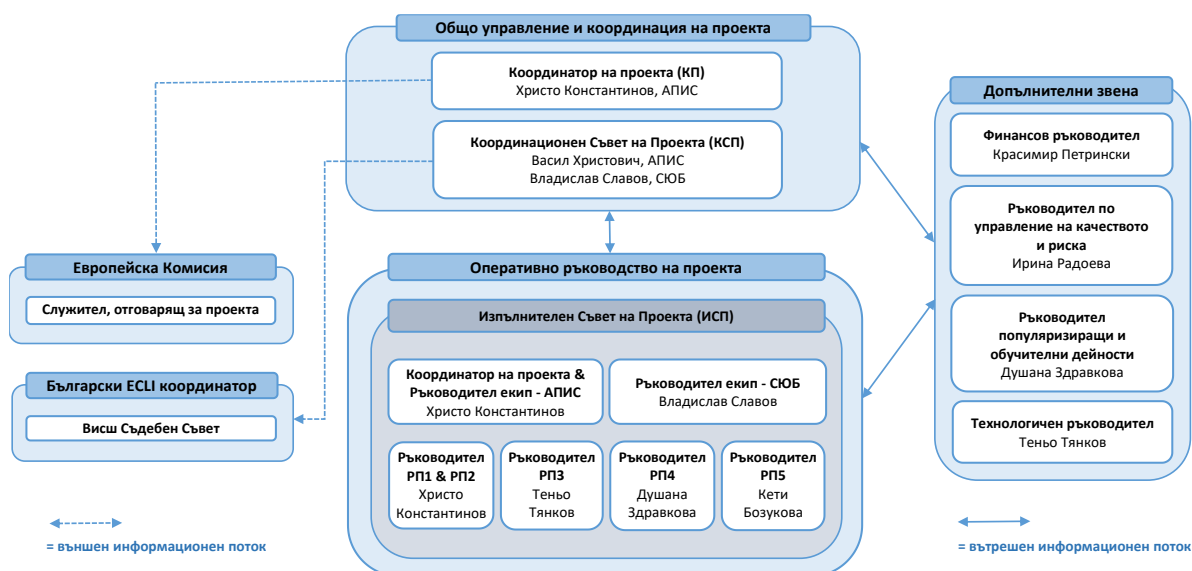 Общо управление и координация на проекта
Координатор на проекта (КП)
Христо Константинов, АПИС
Координационен Съвет на Проекта (КСП)
Васил Христович, АПИС
Владислав Славов, СЮБ
Допълнителни звена
Финансов ръководител
Красимир Петрински
Ръководител по
управление на качеството
и риска
Ирина Радоева
Ръководител
популяризиращи и
обучителни дейности
Душана Здравкова
Технологичен ръководител
Теньо Тянков
Европейска Комисия
Служител, отговарящ за проекта
Български ECLI координатор
Висш Съдебен Съвет
Оперативно ръководство на проекта
Изпълнителен Съвет на Проекта (ИСП)
Координатор на проекта &
Ръководител екип - АПИС
Христо Константинов
Ръководител екип - СЮБ
Владислав Славов
Ръководител
РП1 & РП2
Христо
Константинов
Ръководител
РП3
Теньо
Тянков
Ръководител
РП4
Душана
Здравкова
Ръководител
РП5
Кети
Бозукова
= външен информационен поток
= вътрешен информационен поток